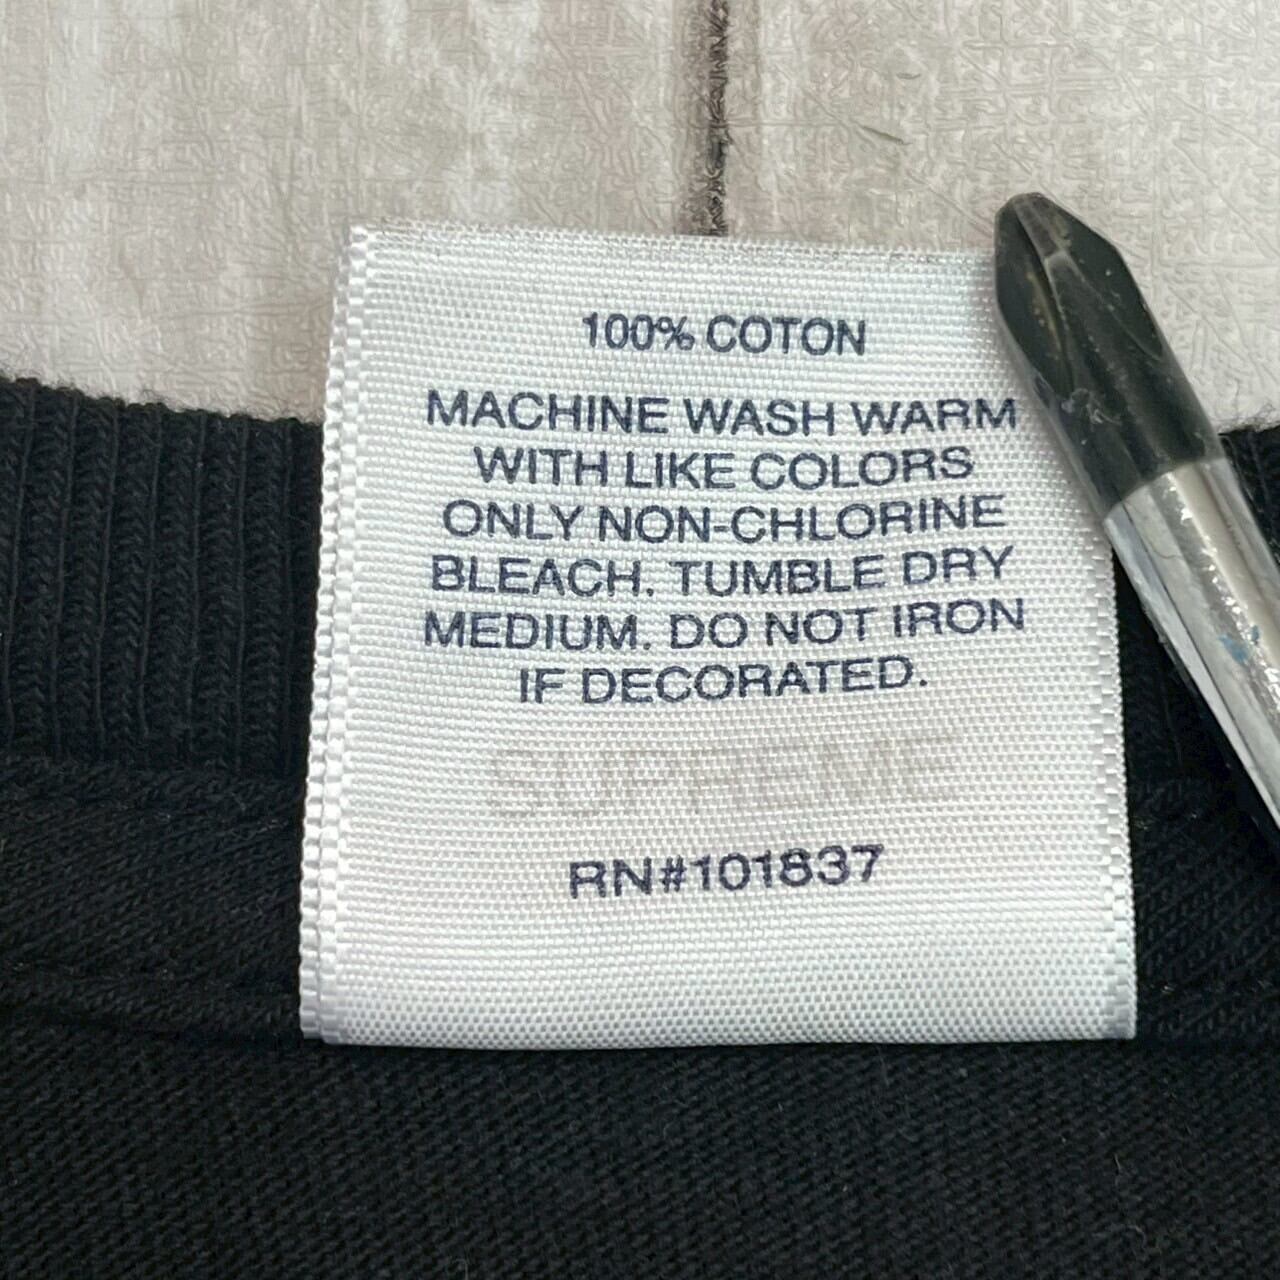 100% COTON
MACHINE WASH WARM
WITH LIKE COLORS
ONLY NON-CHLORINE
BLEACH. TUMBLE DRY
MEDIUM. DO NOT IRON
IF DECORATED.
SUPREME
RN#101837